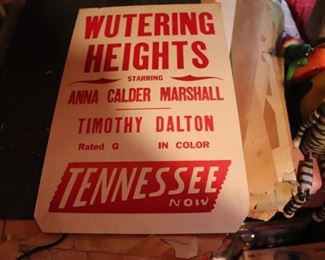 WUTERING
HEIGHTS
STARRING
ANNA CALDER MARSHALL
TIMOTHY DALTON
Rated G IN COLOR
TENNESSEE
NOW